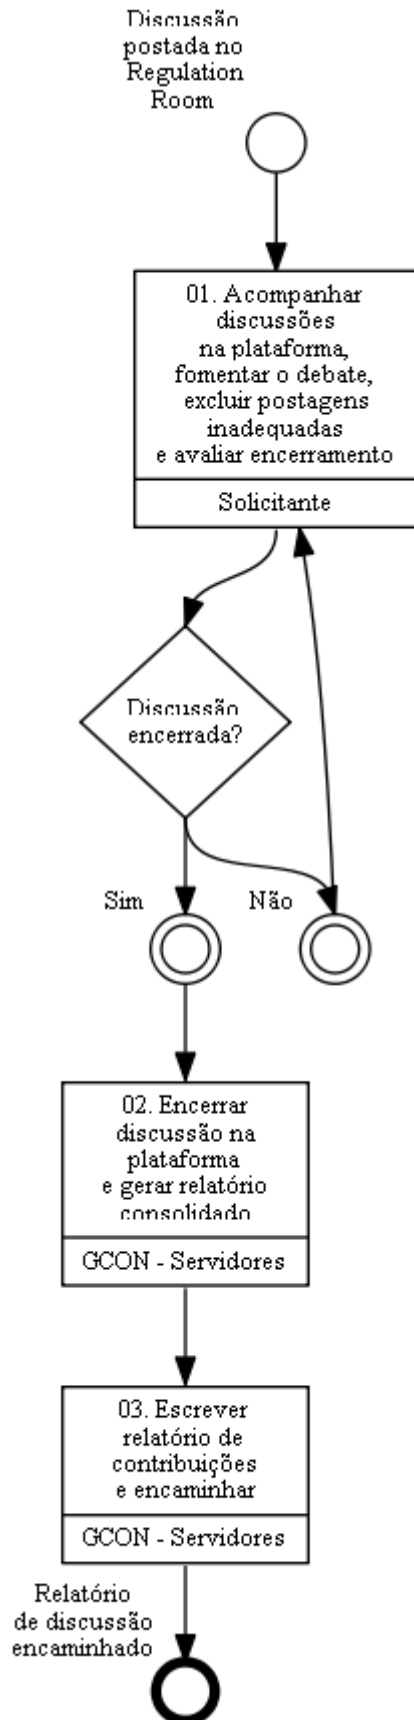 Discussão
postada no
Regulation
Room
01. Acompanhar
discussões
na plataforma,
fomentar o debate,
excluir postagens
inadequadas
e avaliar encerramento
Solicitante
Discussão
encerrada?
Sim
Não
02. Encerrar
discussão na
plataforma
e gerar relatório
consolidado
GCON - Servidores
03. Escrever
relatório de
contribuições
e encaminhar
GCON - Servidores
Relatório
de discussão
encaminhado